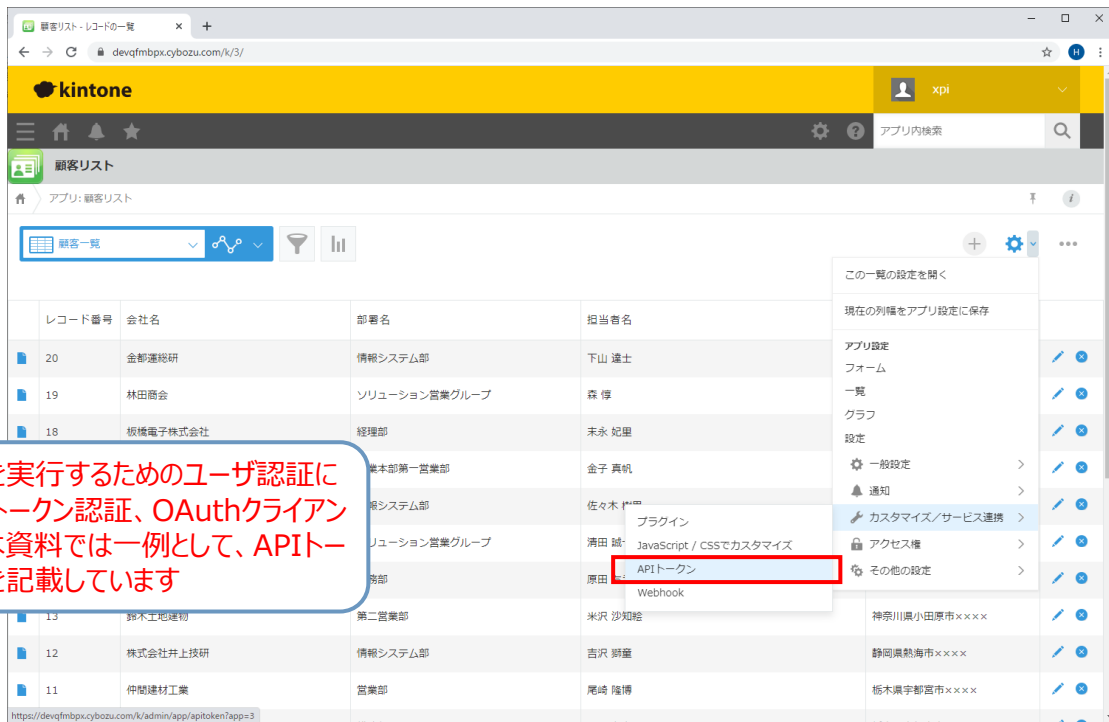 顧客リスト - レコードの一覧
devqfmbpx.cybozu.com/k/3/
H
kintone
xpi
アプリ内検索
顧客リスト
アプリ: 顧客リスト
顧客一覧
この一覧の設定を開く
現在の列幅をアプリ設定に保存
アプリ設定
フォーム
一覧
グラフ
設定
一般設定
通知
カスタマイズ／サービス連携
アクセス権
その他の設定
プラグイン
JavaScript / CSSでカスタマイズ
APIトークン
Webhook
レコード番号 会社名 部署名 担当者名
20 金都運総研 情報システム部 下山 達士
19 林田商会 ソリューション営業グループ 森 惇
18 板橋電子株式会社 経理部 末永 妃里
業本部第一営業部 金子 真帆
報システム部 佐々木
リューション営業グループ 清田
務部 原田
13 鈴木土地建物 第二営業部 米沢 沙知絵 神奈川県小田原市××××
12 株式会社井上技研 情報システム部 吉沢 獅童 静岡県熱海市××××
11 仲間建材工業 営業部 尾崎 隆博 栃木県宇都宮市××××
を実行するためのユーザ認証に
トークン認証、OAuthクライアン
資料では一例として、APIトー
を記載しています
https://devqfmbpx.cybozu.com/k/admin/app/apitoken?app=3